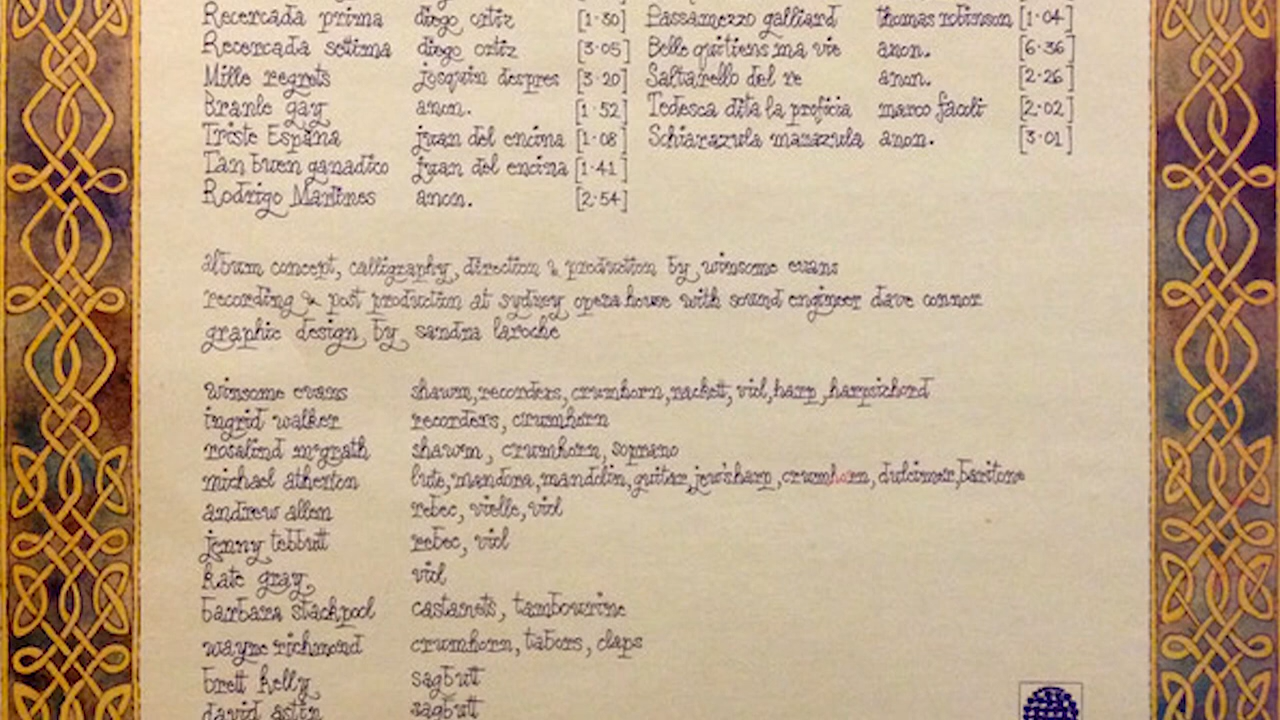 Recercada prima diego ortiz [1·30] Passamezzo galliard thomas robinson [1·04]
Recercada settima diego ortiz [3·05] Belle quitiens ma vie anon. [6·36]
Mille regrets josquin despres [3·20] Saltarello del re anon. [2·26]
Branle gay anon. [1·52] Tedesca dita la proficia marco facoli [2·02]
Triste España juan del encina [1·08] Schiarazula marazula anon. [3·01]
Tan buen ganadico juan del encina [1·41]
Rodrigo Martines anon. [2·54]
album concept, calligraphy, direction & production by winsome evans
recording & post production at sydney opera house with sound engineer dave connor
graphic design by sandra laroche
winsome evans shawm, recorders, crumhorn, rackett, viol, harp, harpsichord
ingrid walker recorders, crumhorn
rosalind mcgrath shawm, crumhorn, soprano
michael atherton lute, mandora, mandolin, guitar, jew's harp, crumhorn, dulcimer, baritone
andrew allen rebec, vielle, viol
jenny tebbutt rebec, viol
kate gray viol
barbara stackpool castanets, tambourine
wayne richmond crumhorn, tabors, claps
brett kelly sagbutt
david astin sagbutt